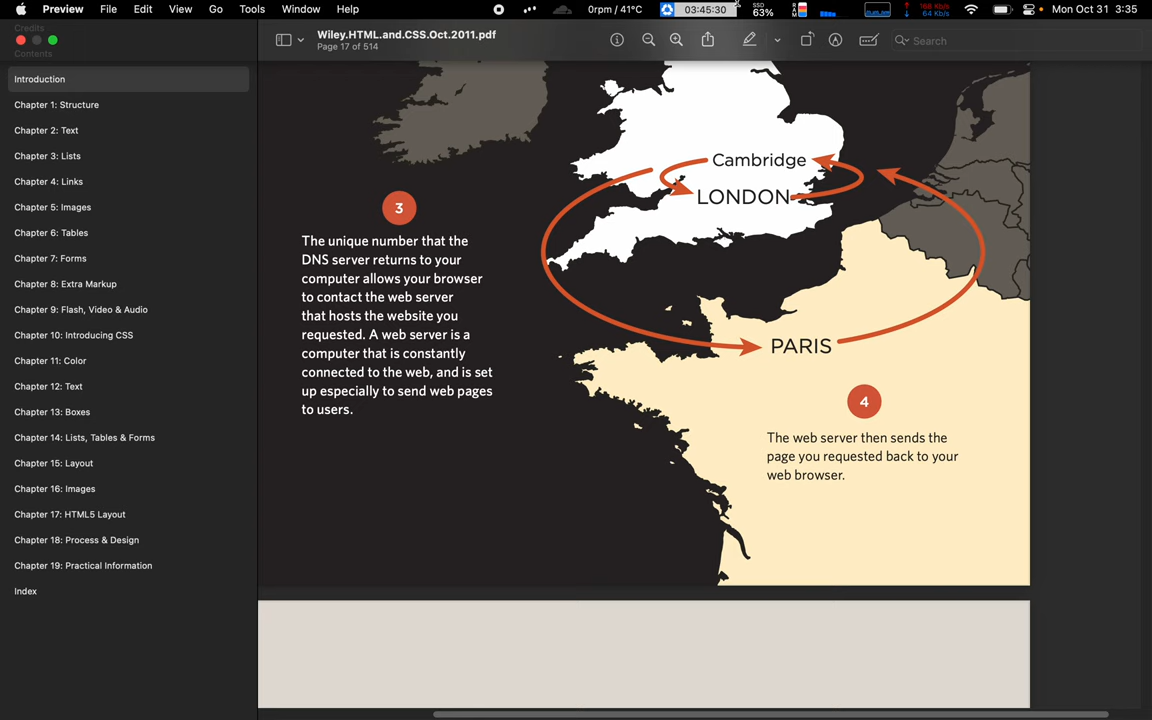 Preview File Edit View Go Tools Window Help 0rpm / 41°C 03:45:30 SSD 63% RAM 168 Kb/s 64 Kb/s Mon Oct 31 3:35
Credits
Contents
Wiley.HTML.and.CSS.Oct.2011.pdf
Page 17 of 514
Search
Introduction
Chapter 1: Structure
Chapter 2: Text
Chapter 3: Lists
Chapter 4: Links
Chapter 5: Images
Chapter 6: Tables
Chapter 7: Forms
Chapter 8: Extra Markup
Chapter 9: Flash, Video & Audio
Chapter 10: Introducing CSS
Chapter 11: Color
Chapter 12: Text
Chapter 13: Boxes
Chapter 14: Lists, Tables & Forms
Chapter 15: Layout
Chapter 16: Images
Chapter 17: HTML5 Layout
Chapter 18: Process & Design
Chapter 19: Practical Information
Index
Cambridge
LONDON
PARIS
3
The unique number that the
DNS server returns to your
computer allows your browser
to contact the web server
that hosts the website you
requested. A web server is a
computer that is constantly
connected to the web, and is set
up especially to send web pages
to users.
4
The web server then sends the
page you requested back to your
web browser.